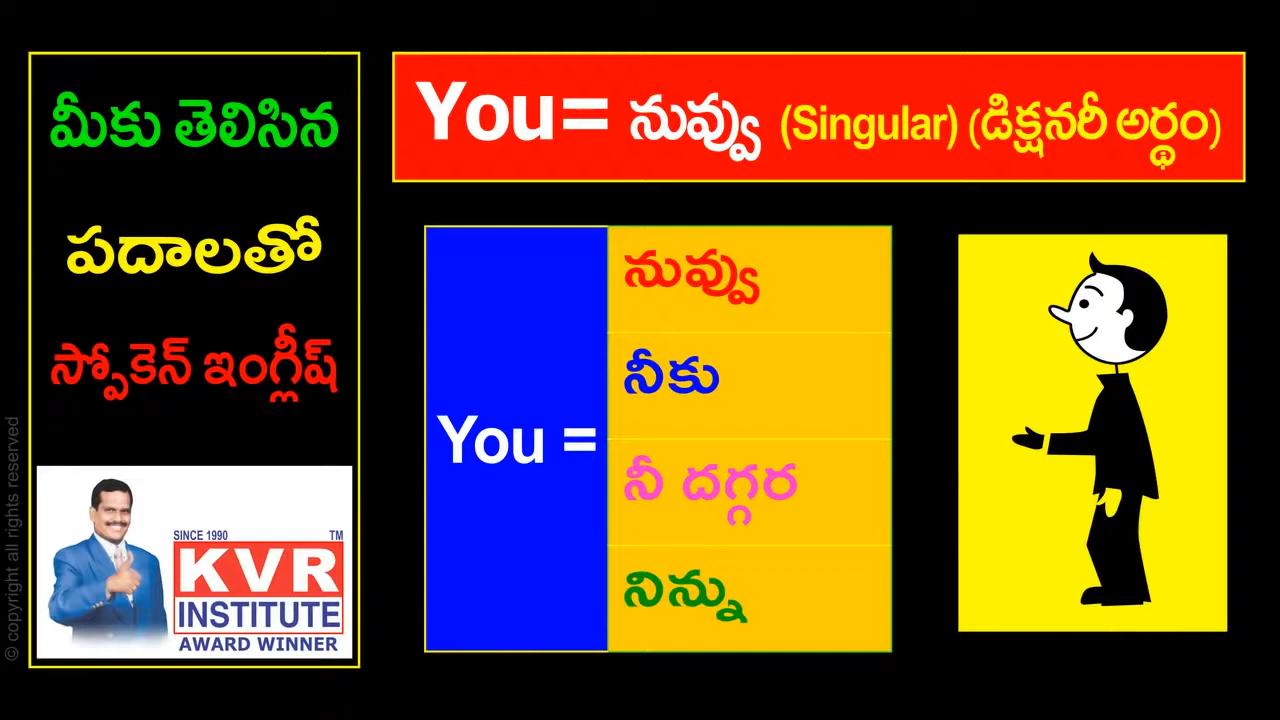 మీకు తెలిసిన
పదాలతో
స్పోకెన్ ఇంగ్లీష్
SINCE 1990 TM
KVR
INSTITUTE
AWARD WINNER
© copyright all rights reserved
You= నువ్వు (Singular) (డిక్షనరీ అర్థం)
You =
నువ్వు
నీకు
నీ దగ్గర
నిన్ను